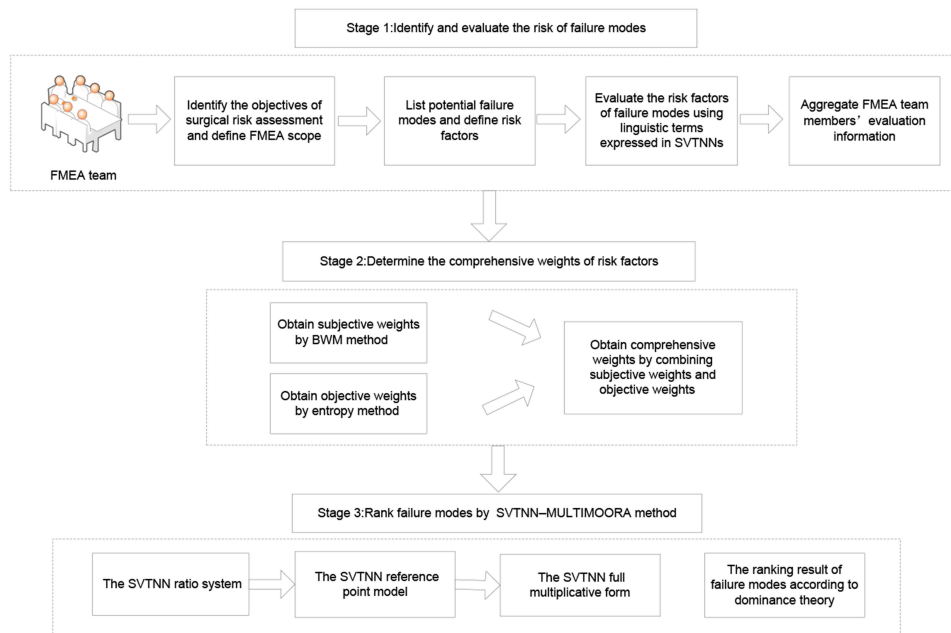 Stage 1:Identify and evaluate the risk of failure modes
FMEA team
Identify the objectives of
surgical risk assessment
and define FMEA scope
List potential failure
modes and define risk
factors
Evaluate the risk factors
of failure modes using
linguistic terms
expressed in SVTNNs
Aggregate FMEA team
members’ evaluation
information
Stage 2:Determine the comprehensive weights of risk factors
Obtain subjective weights
by BWM method
Obtain objective weights
by entropy method
Obtain comprehensive
weights by combining
subjective weights and
objective weights
Stage 3:Rank failure modes by SVTNN–MULTIMOORA method
The SVTNN ratio system
The SVTNN reference
point model
The SVTNN full
multiplicative form
The ranking result of
failure modes according to
dominance theory